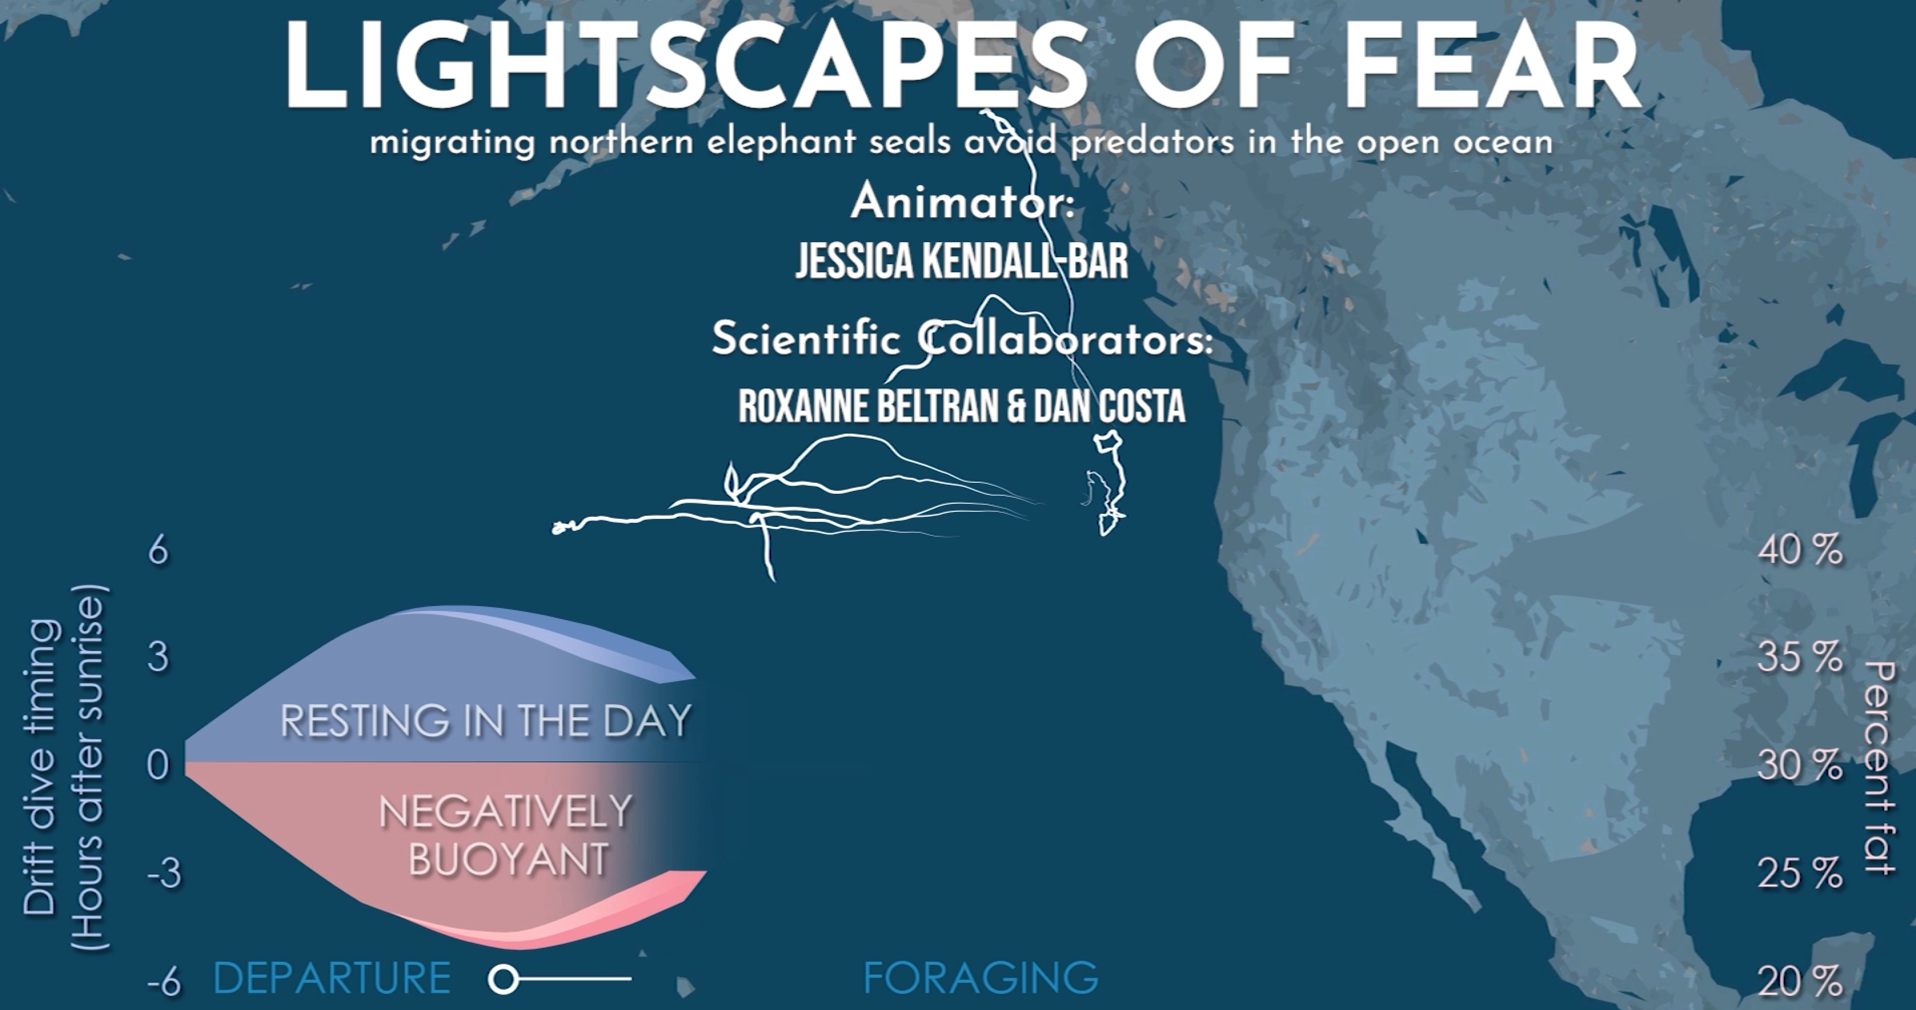 LIGHTSCAPES OF FEAR
migrating northern elephant seals avoid predators in the open ocean
Animator:
JESSICA KENDALL-BAR
Scientific Collaborators:
ROXANNE BELTRAN & DAN COSTA
Drift dive timing
(Hours after sunrise)
6
3
0
-3
-6
RESTING IN THE DAY
NEGATIVELY
BUOYANT
DEPARTURE
FORAGING
40 %
35 %
30 %
25 %
20 %
Percent fat